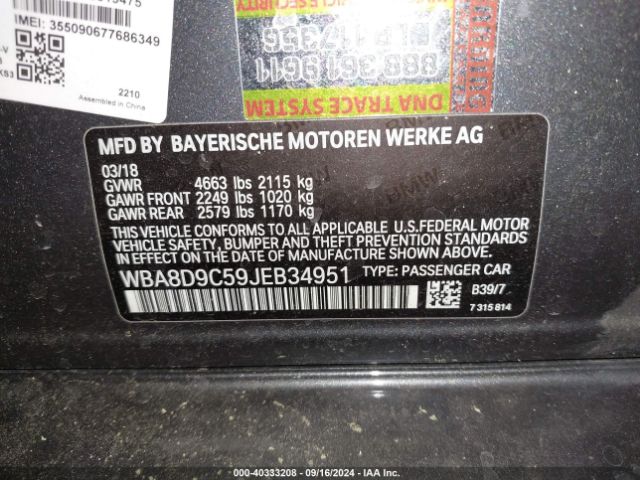 IMEI: 355090677686349
2210
Assembled in China
888 361 9611
DNA TRACE SYSTEM
MFD BY BAYERISCHE MOTOREN WERKE AG
03/18
GVWR 4663 lbs 2115 kg
GAWR FRONT 2249 lbs 1020 kg
GAWR REAR 2579 lbs 1170 kg
THIS VEHICLE CONFORMS TO ALL APPLICABLE U.S.FEDERAL MOTOR
VEHICLE SAFETY, BUMPER, AND THEFT PREVENTION STANDARDS
IN EFFECT ON THE DATE OF MANUFACTURE SHOWN ABOVE.
WBA8D9C59JEB34951 TYPE: PASSENGER CAR
B39/7
7 315 814
000-40333208 - 09/16/2024 - IAA Inc.